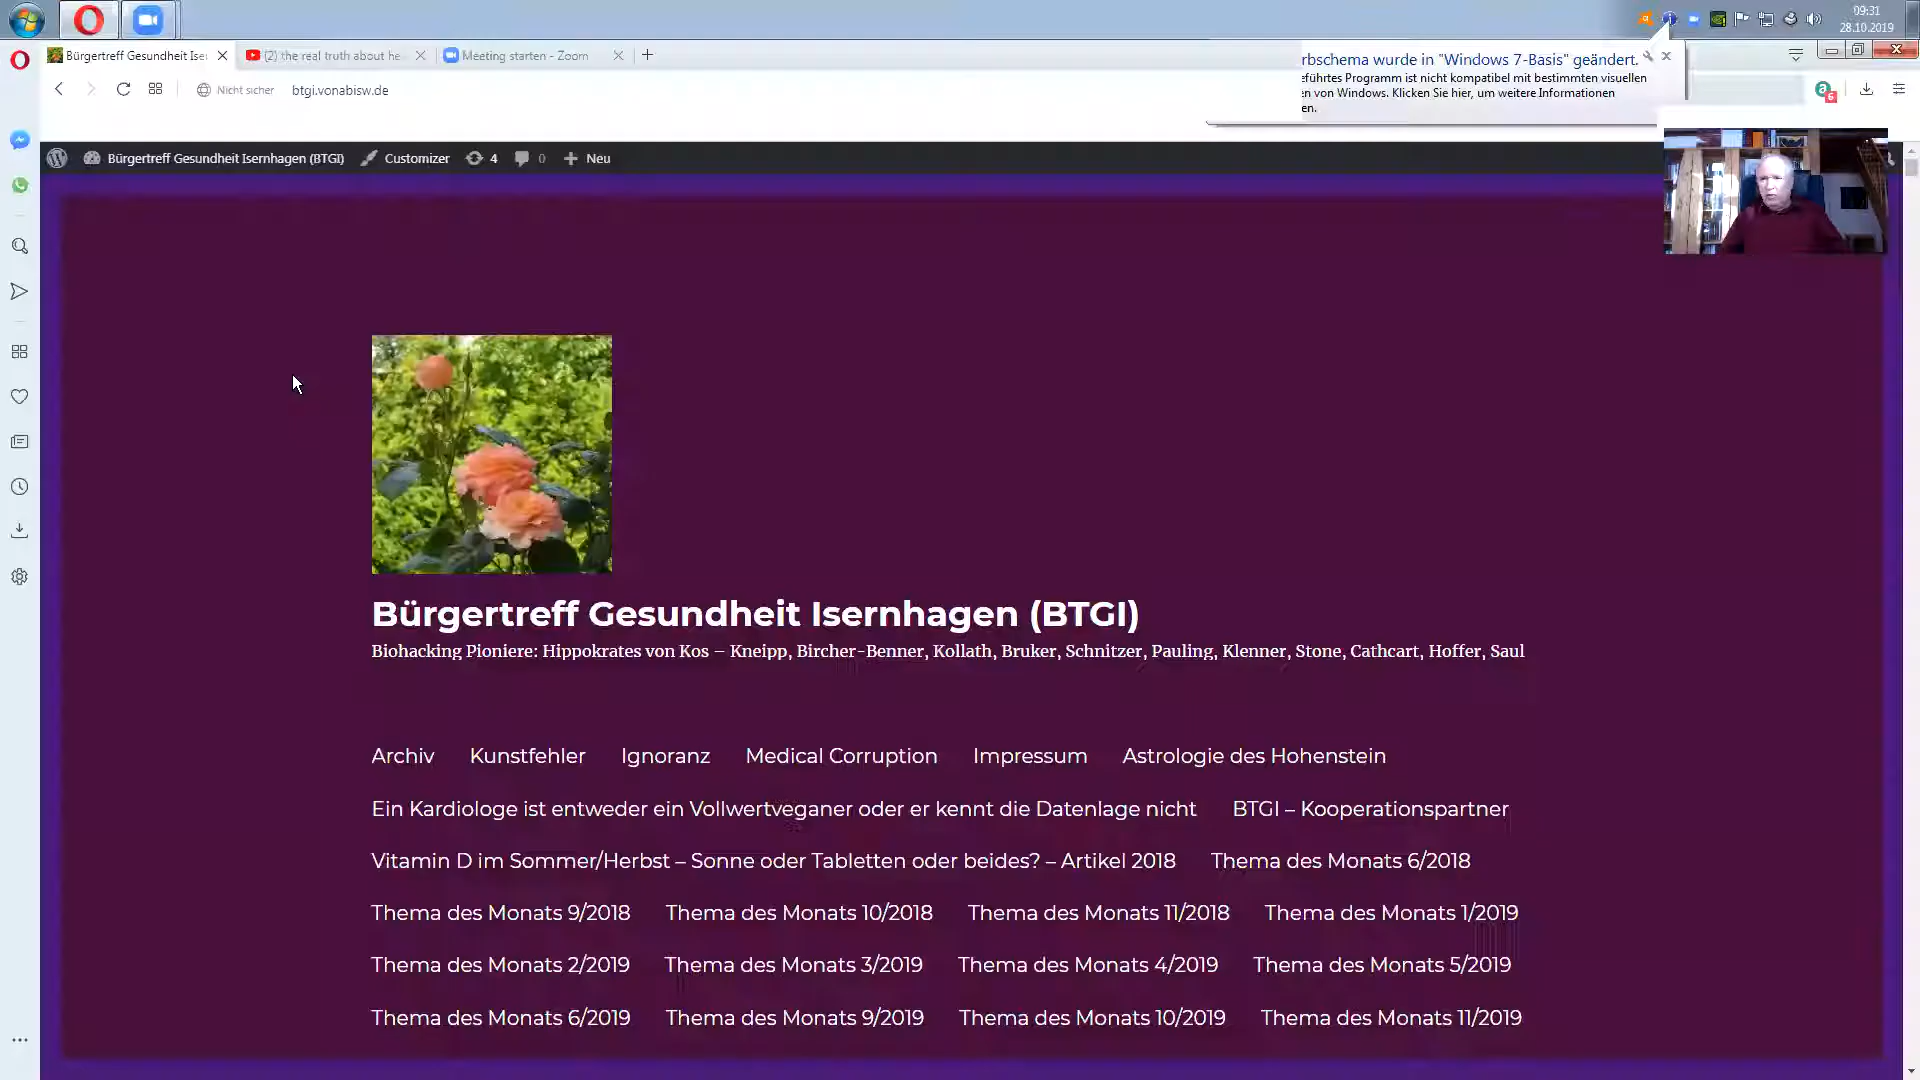 09:31
28.10.2019
Bürgertreff Gesundheit Ise
(2) the real truth about he
Meeting starten - Zoom
rbschema wurde in "Windows 7-Basis" geändert.
eführtes Programm ist nicht kompatibel mit bestimmten visuellen
en von Windows. Klicken Sie hier, um weitere Informationen
en.
Nicht sicher
btgi.vonabisw.de
6
Bürgertreff Gesundheit Isernhagen (BTGI)
Customizer
4
0
Neu
Bürgertreff Gesundheit Isernhagen (BTGI)
Biohacking Pioniere: Hippokrates von Kos – Kneipp, Bircher-Benner, Kollath, Bruker, Schnitzer, Pauling, Klenner, Stone, Cathcart, Hoffer, Saul
Archiv Kunstfehler Ignoranz Medical Corruption Impressum Astrologie des Hohenstein
Ein Kardiologe ist entweder ein Vollwertveganer oder er kennt die Datenlage nicht BTGI – Kooperationspartner
Vitamin D im Sommer/Herbst – Sonne oder Tabletten oder beides? – Artikel 2018 Thema des Monats 6/2018
Thema des Monats 9/2018 Thema des Monats 10/2018 Thema des Monats 11/2018 Thema des Monats 1/2019
Thema des Monats 2/2019 Thema des Monats 3/2019 Thema des Monats 4/2019 Thema des Monats 5/2019
Thema des Monats 6/2019 Thema des Monats 9/2019 Thema des Monats 10/2019 Thema des Monats 11/2019